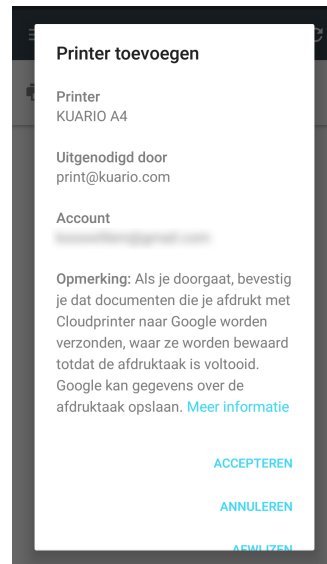 Printer toevoegen
Printer
KUARIO A4
Uitgenodigd door
print@kuario.com
Account
Opmerking: Als je doorgaat, bevestig
je dat documenten die je afdrukt met
Cloudprinter naar Google worden
verzonden, waar ze worden bewaard
totdat de afdruktaak is voltooid.
Google kan gegevens over de
afdruktaak opslaan. Meer informatie
ACCEPTEREN
ANNULEREN
AFWIJZEN